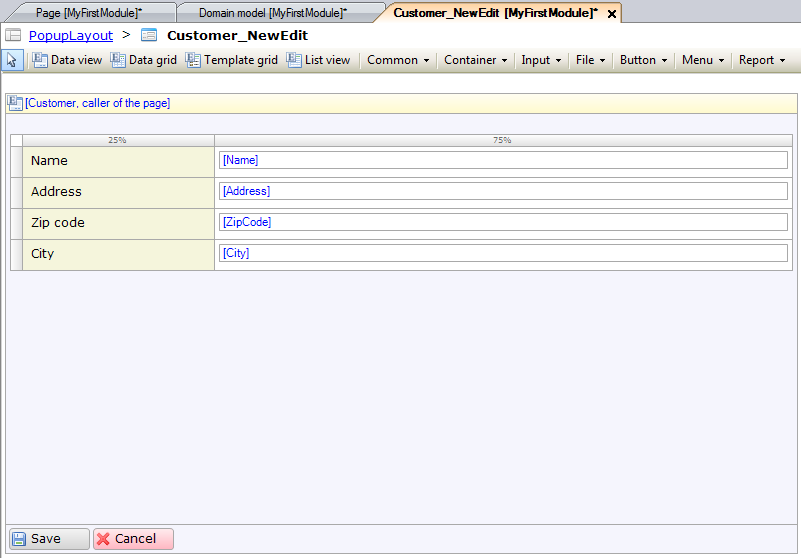 Page [MyFirstModule]* Domain model [MyFirstModule]* Customer_NewEdit [MyFirstModule]*
PopupLayout > Customer_NewEdit
Data view Data grid Template grid List view Common Container Input File Button Menu Report
[Customer, caller of the page]
25% 75%
Name [Name]
Address [Address]
Zip code [ZipCode]
City [City]
Save Cancel